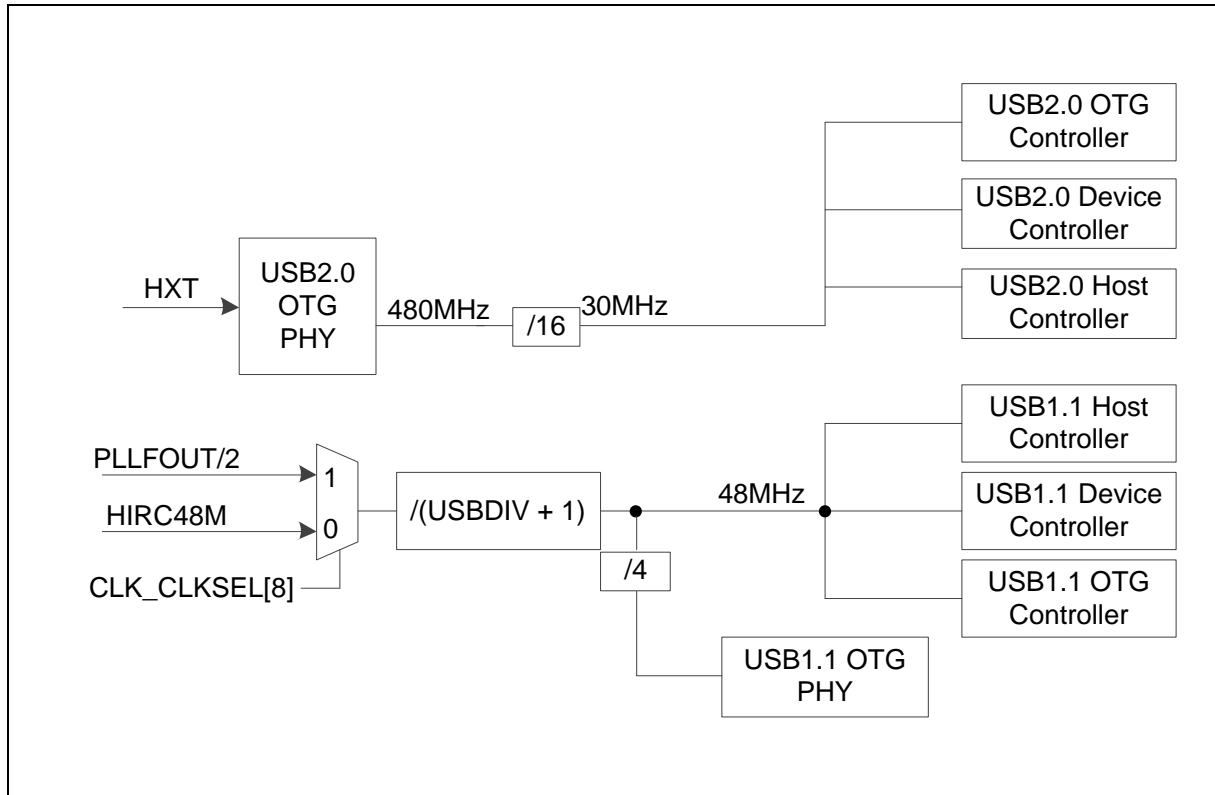 USB2.0 OTG
Controller
USB2.0 Device
Controller
USB2.0 Host
Controller
HXT
USB2.0
OTG
PHY
480MHz
/16
30MHz
USB1.1 Host
Controller
USB1.1 Device
Controller
USB1.1 OTG
Controller
PLLFOUT/2
HIRC48M
1
0
CLK_CLKSEL[8]
/(USBDIV + 1)
48MHz
/4
USB1.1 OTG
PHY